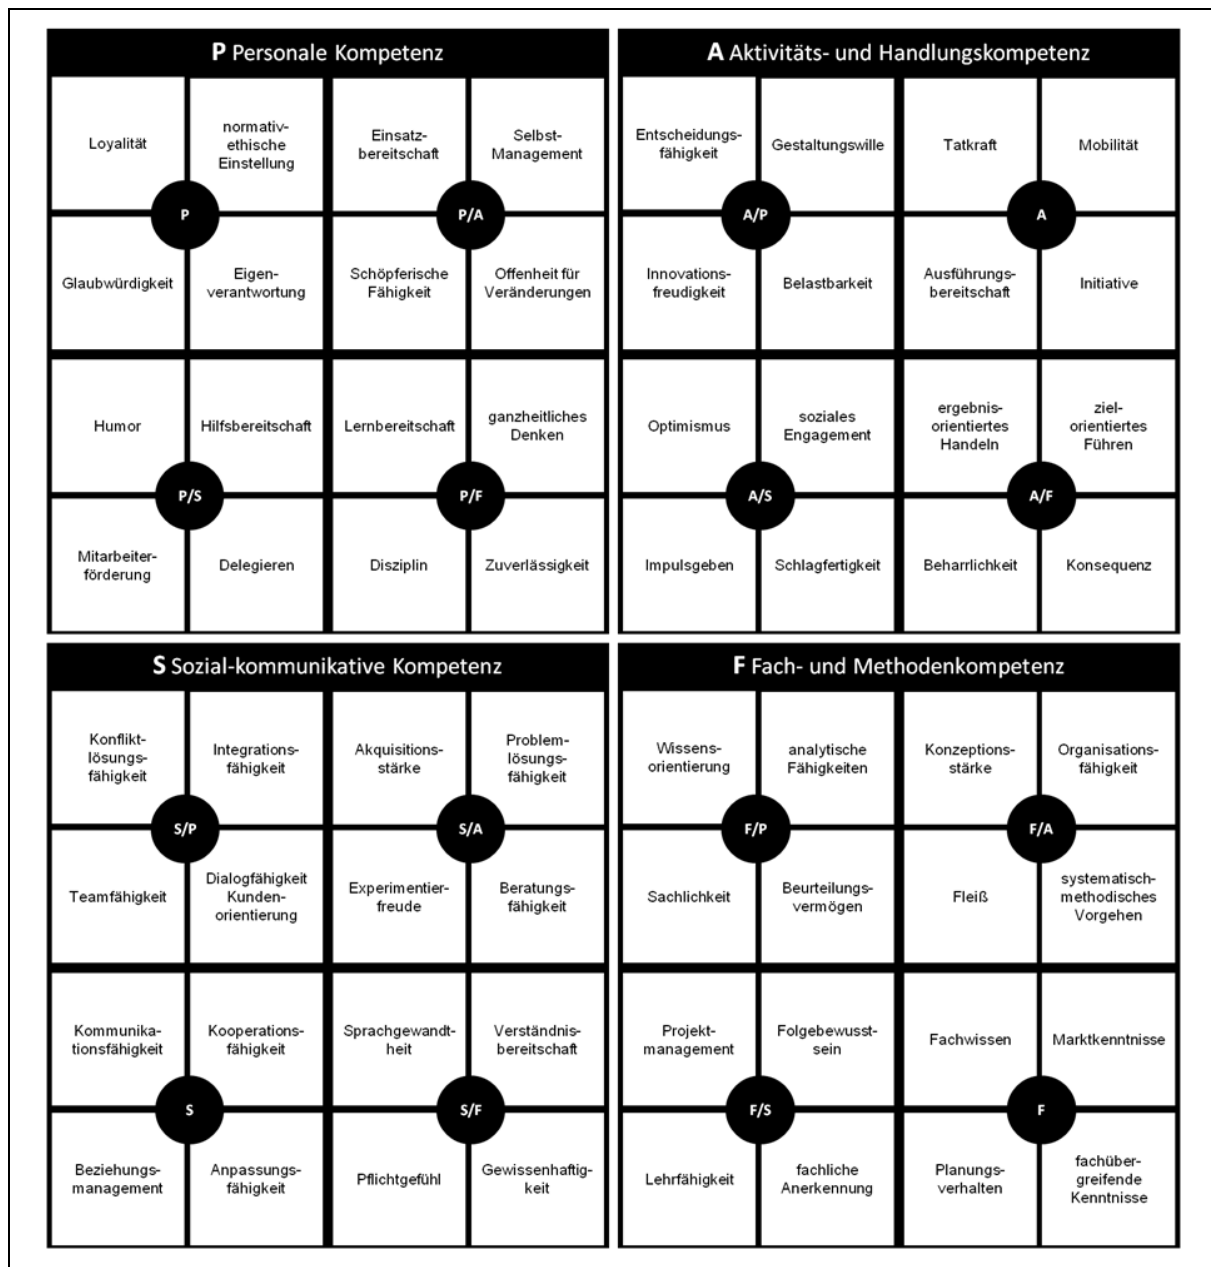 P Personale Kompetenz
Loyalität
normativ-
ethische
Einstellung
Einsatz-
bereitschaft
Selbst-
Management
P
P/A
Glaubwürdigkeit
Eigen-
verantwortung
Schöpferische
Fähigkeit
Offenheit für
Veränderungen
Humor
Hilfsbereitschaft
Lernbereitschaft
ganzheitliches
Denken
P/S
P/F
Mitarbeiter-
förderung
Delegieren
Disziplin
Zuverlässigkeit
A Aktivitäts- und Handlungskompetenz
Entscheidungs-
fähigkeit
Gestaltungswille
Tatkraft
Mobilität
A/P
A
Innovations-
freudigkeit
Belastbarkeit
Ausführungs-
bereitschaft
Initiative
Optimismus
soziales
Engagement
ergebnis-
orientiertes
Handeln
ziel-
orientiertes
Führen
A/S
A/F
Impulsgeben
Schlagfertigkeit
Beharrlichkeit
Konsequenz
S Sozial-kommunikative Kompetenz
Konflikt-
lösungs-
fähigkeit
Integrations-
fähigkeit
Akquisitions-
stärke
Problem-
lösungs-
fähigkeit
S/P
S/A
Teamfähigkeit
Dialogfähigkeit
Kunden-
orientierung
Experimentier-
freude
Beratungs-
fähigkeit
Kommunika-
tionsfähigkeit
Kooperations-
fähigkeit
Sprachgewandt-
heit
Verständnis-
bereitschaft
S
S/F
Beziehungs-
management
Anpassungs-
fähigkeit
Pflichtgefühl
Gewissenhaftig-
keit
F Fach- und Methodenkompetenz
Wissens-
orientierung
analytische
Fähigkeiten
Konzeptions-
stärke
Organisations-
fähigkeit
F/P
F/A
Sachlichkeit
Beurteilungs-
vermögen
Fleiß
systematisch-
methodisches
Vorgehen
Projekt-
management
Folgebewusst-
sein
Fachwissen
Marktkenntnisse
F/S
F
Lehrfähigkeit
fachliche
Anerkennung
Planungs-
verhalten
fachüber-
greifende
Kenntnisse